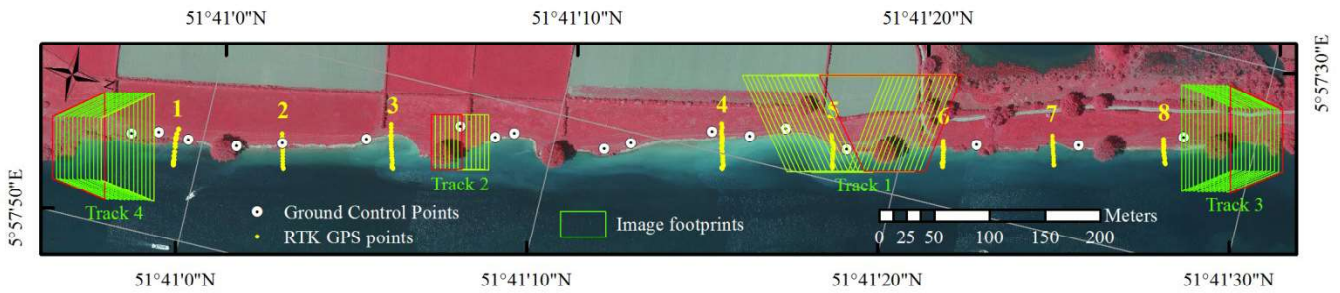 51°41'0"N 51°41'10"N 51°41'20"N
5°57'30"E
1 2 3 4 5 6 7 8
Track 2
Track 1
Track 4
Track 3
Ground Control Points
Image footprints
Meters
RTK GPS points
0 25 50 100 150 200
5°57'50"E
51°41'0"N 51°41'10"N 51°41'20"N 51°41'30"N